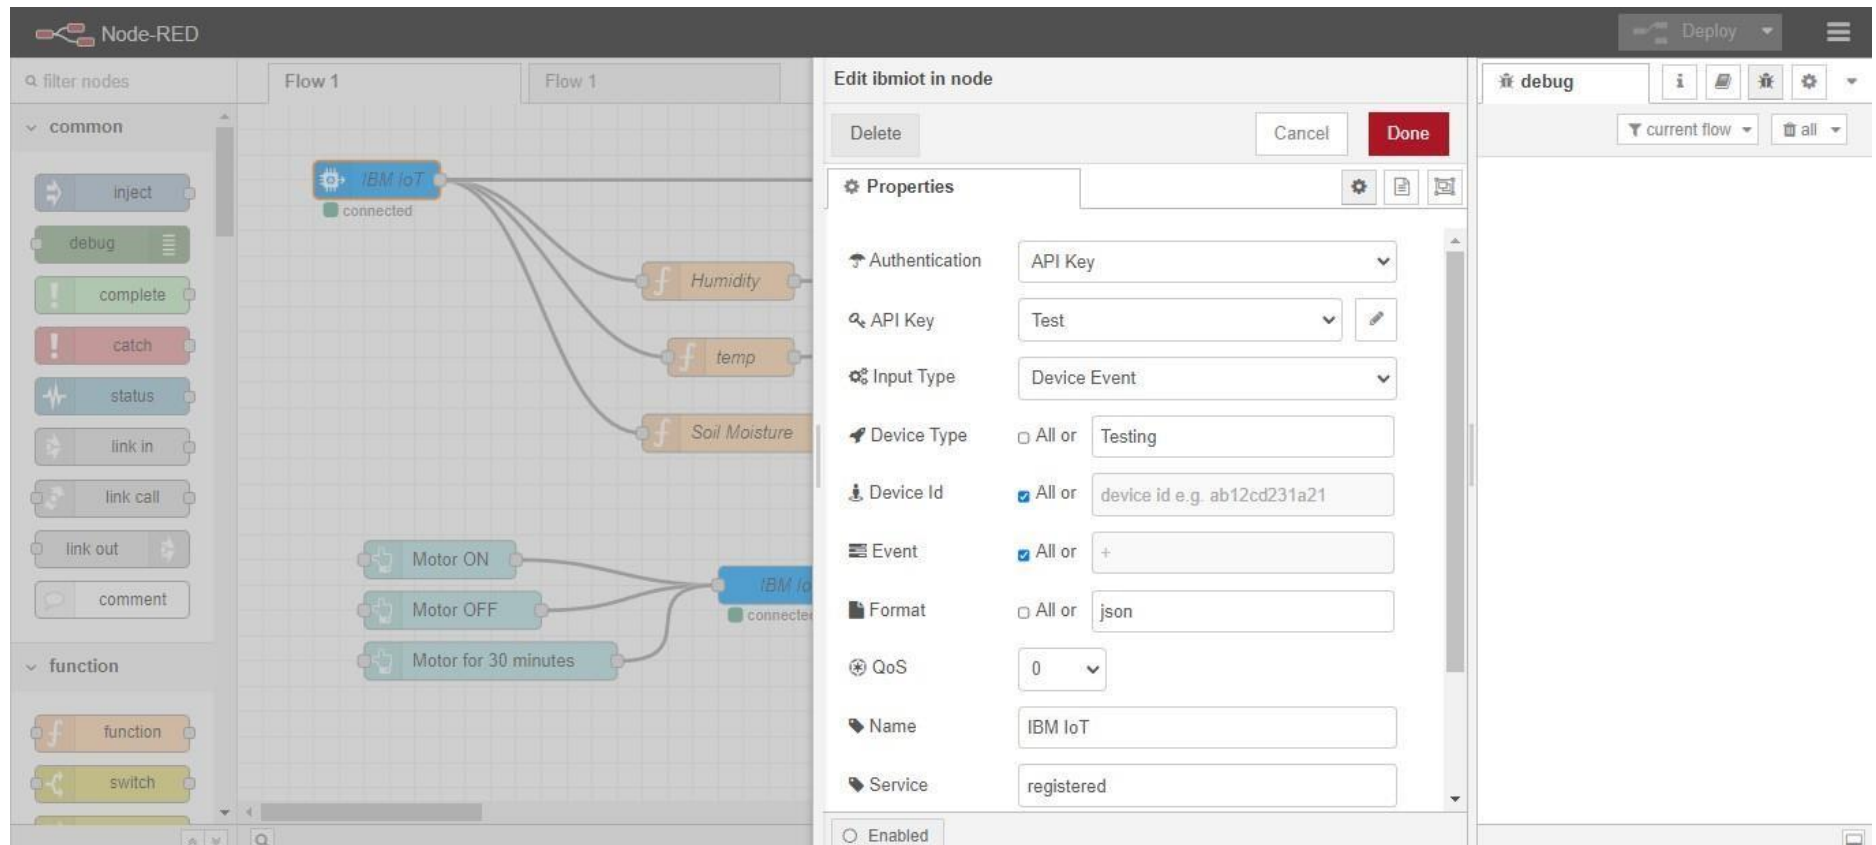 Node-RED
Deploy
filter nodes
Flow 1
Flow 1
Edit ibmiot in node
debug
i
common
Delete
Cancel
Done
current flow
all
inject
IBM IoT
connected
Properties
debug
complete
catch
status
link in
link call
link out
comment
function
function
switch
Humidity
temp
Soil Moisture
Motor ON
Motor OFF
Motor for 30 minutes
IBM Io
connected
Authentication
API Key
API Key
Test
Input Type
Device Event
Device Type
All or
Testing
Device Id
All or
device id e.g. ab12cd231a21
Event
All or
+
Format
All or
json
QoS
0
Name
IBM IoT
Service
registered
Enabled